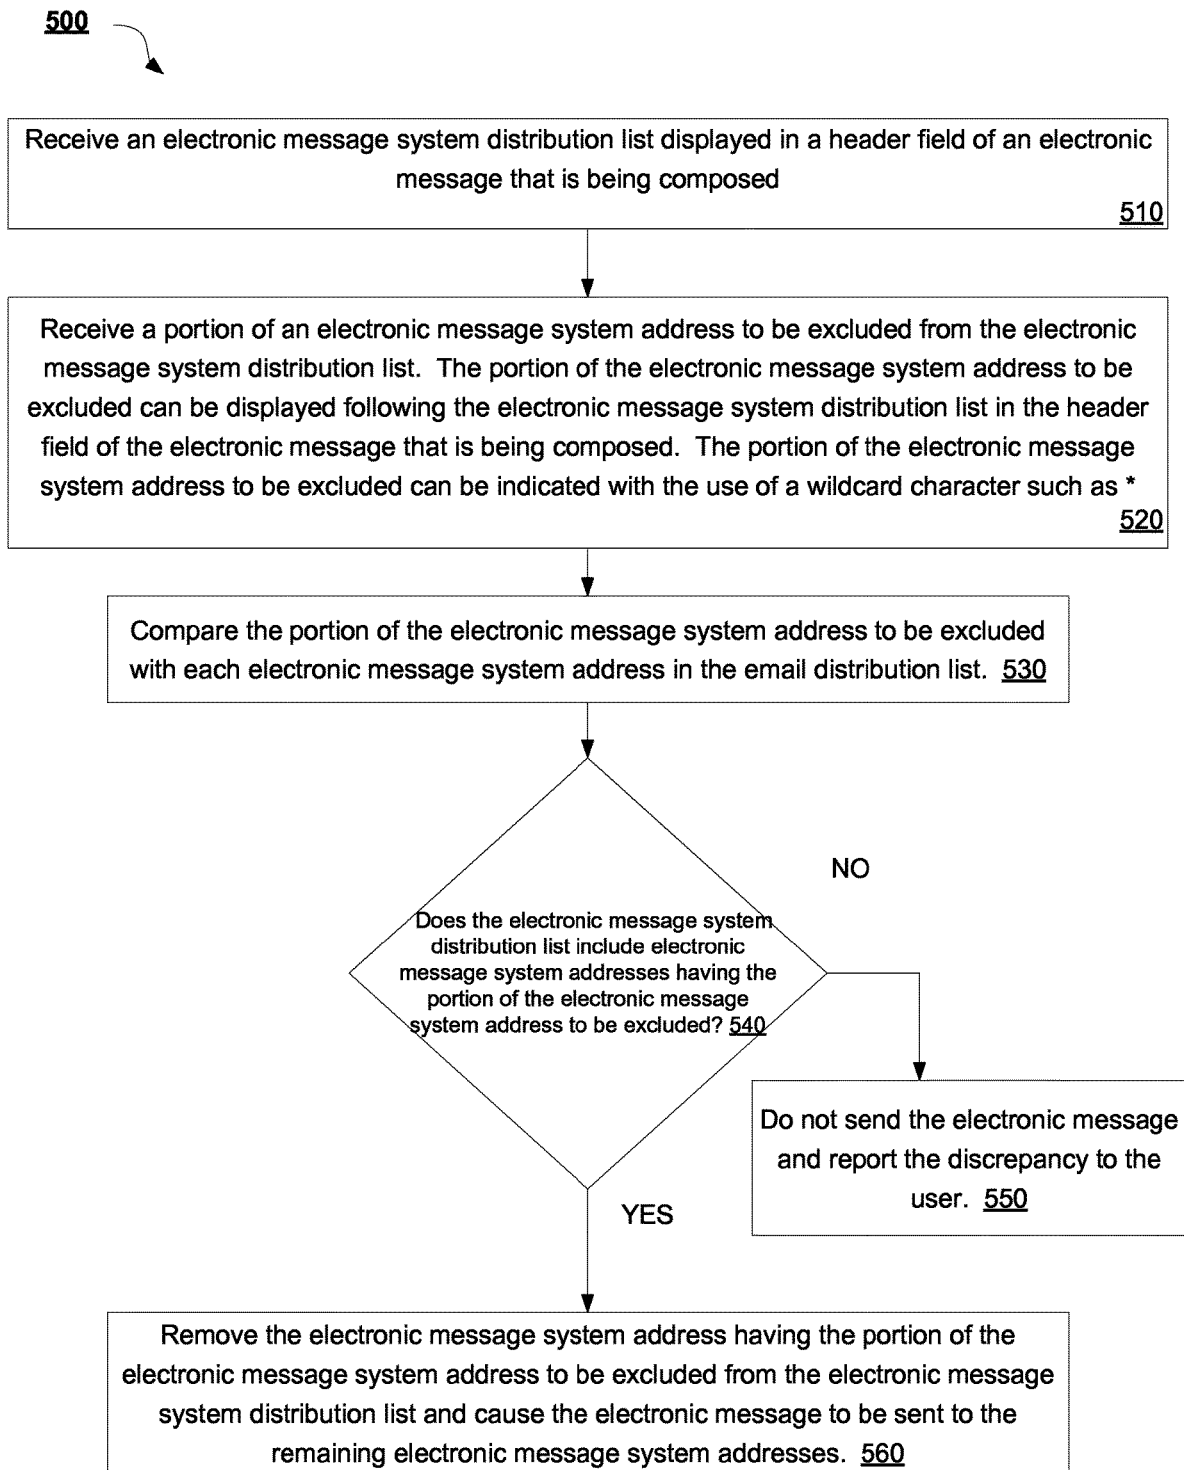 500
Receive an electronic message system distribution list displayed in a header field of an electronic
message that is being composed
510
Receive a portion of an electronic message system address to be excluded from the electronic
message system distribution list.  The portion of the electronic message system address to be
excluded can be displayed following the electronic message system distribution list in the header
field of the electronic message that is being composed.  The portion of the electronic message
system address to be excluded can be indicated with the use of a wildcard character such as *
520
Compare the portion of the electronic message system address to be excluded
with each electronic message system address in the email distribution list.  530
NO
Does the electronic message system
distribution list include electronic
message system addresses having the
portion of the electronic message
system address to be excluded? 540
Do not send the electronic message
and report the discrepancy to the
user.  550
YES
Remove the electronic message system address having the portion of the
electronic message system address to be excluded from the electronic message
system distribution list and cause the electronic message to be sent to the
remaining electronic message system addresses.  560